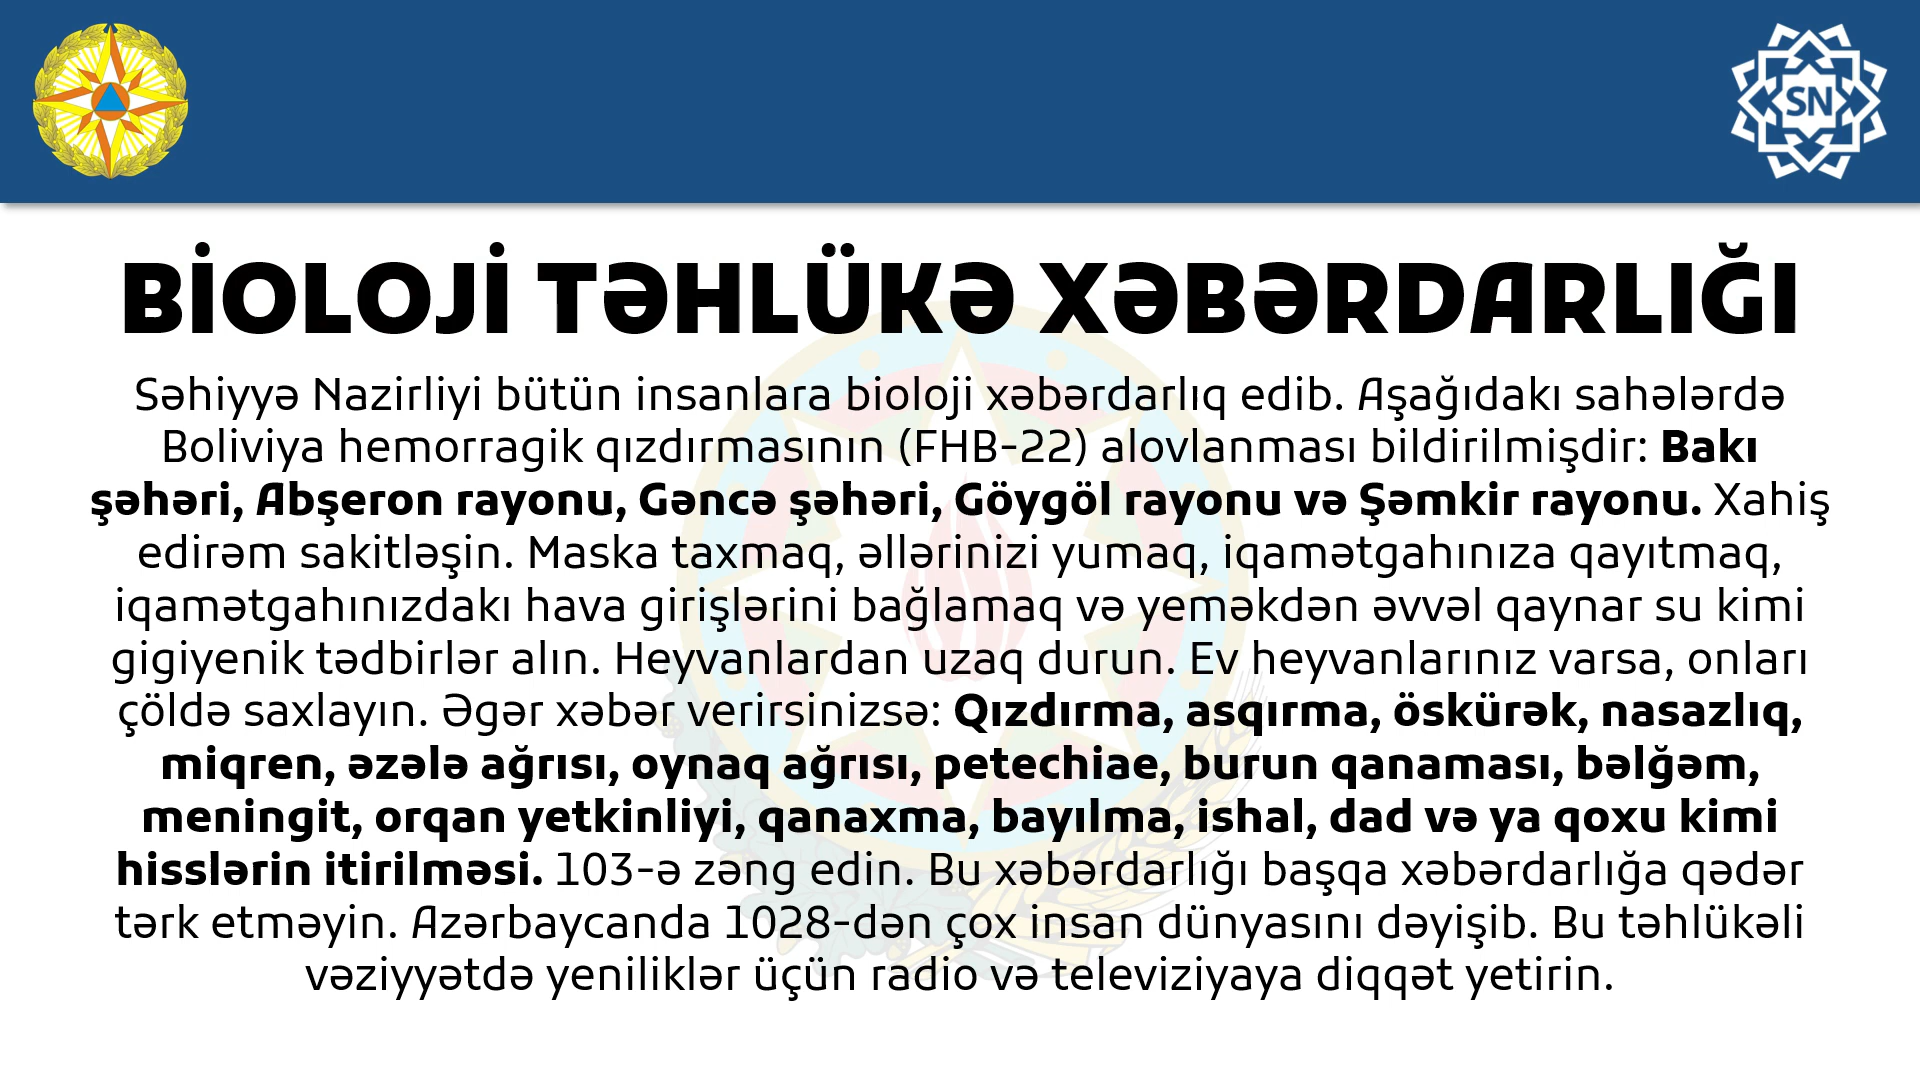 SN
BİOLOJİ TƏHLÜKƏ XƏBƏRDARLIĞI
Səhiyyə Nazirliyi bütün insanlara bioloji xəbərdarlıq edib. Aşağıdakı sahələrdə
Boliviya hemorragik qızdırmasının (FHB-22) alovlanması bildirilmişdir: Bakı
şəhəri, Abşeron rayonu, Gəncə şəhəri, Göygöl rayonu və Şəmkir rayonu. Xahiş
edirəm sakitləşin. Maska taxmaq, əllərinizi yumaq, iqamətgahınıza qayıtmaq,
iqamətgahınızdakı hava girişlərini bağlamaq və yeməkdən əvvəl qaynar su kimi
gigiyenik tədbirlər alın. Heyvanlardan uzaq durun. Ev heyvanlarınız varsa, onları
çöldə saxlayın. Əgər xəbər verirsinizsə: Qızdırma, asqırma, öskürək, nasazlıq,
miqren, əzələ ağrısı, oynaq ağrısı, petechiae, burun qanaması, bəlğəm,
meningit, orqan yetkinliyi, qanaxma, bayılma, ishal, dad və ya qoxu kimi
hisslərin itirilməsi. 103-ə zəng edin. Bu xəbərdarlığı başqa xəbərdarlığa qədər
tərk etməyin. Azərbaycanda 1028-dən çox insan dünyasını dəyişib. Bu təhlükəli
vəziyyətdə yeniliklər üçün radio və televiziyaya diqqət yetirin.